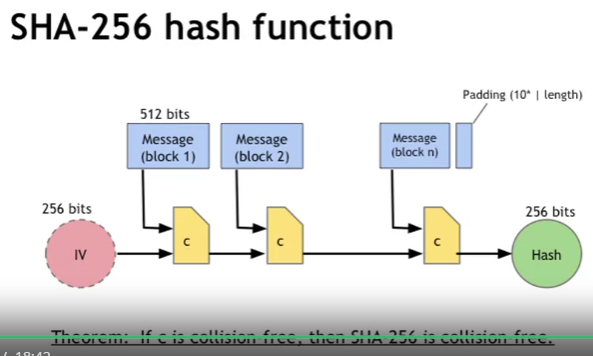 SHA-256 hash function
Padding (10* | length)
512 bits
Message
(block 1)
Message
(block 2)
Message
(block n)
256 bits
256 bits
IV
c
c
c
Hash
Theorem: If c is collision-free, then SHA-256 is collision-free.
18:42